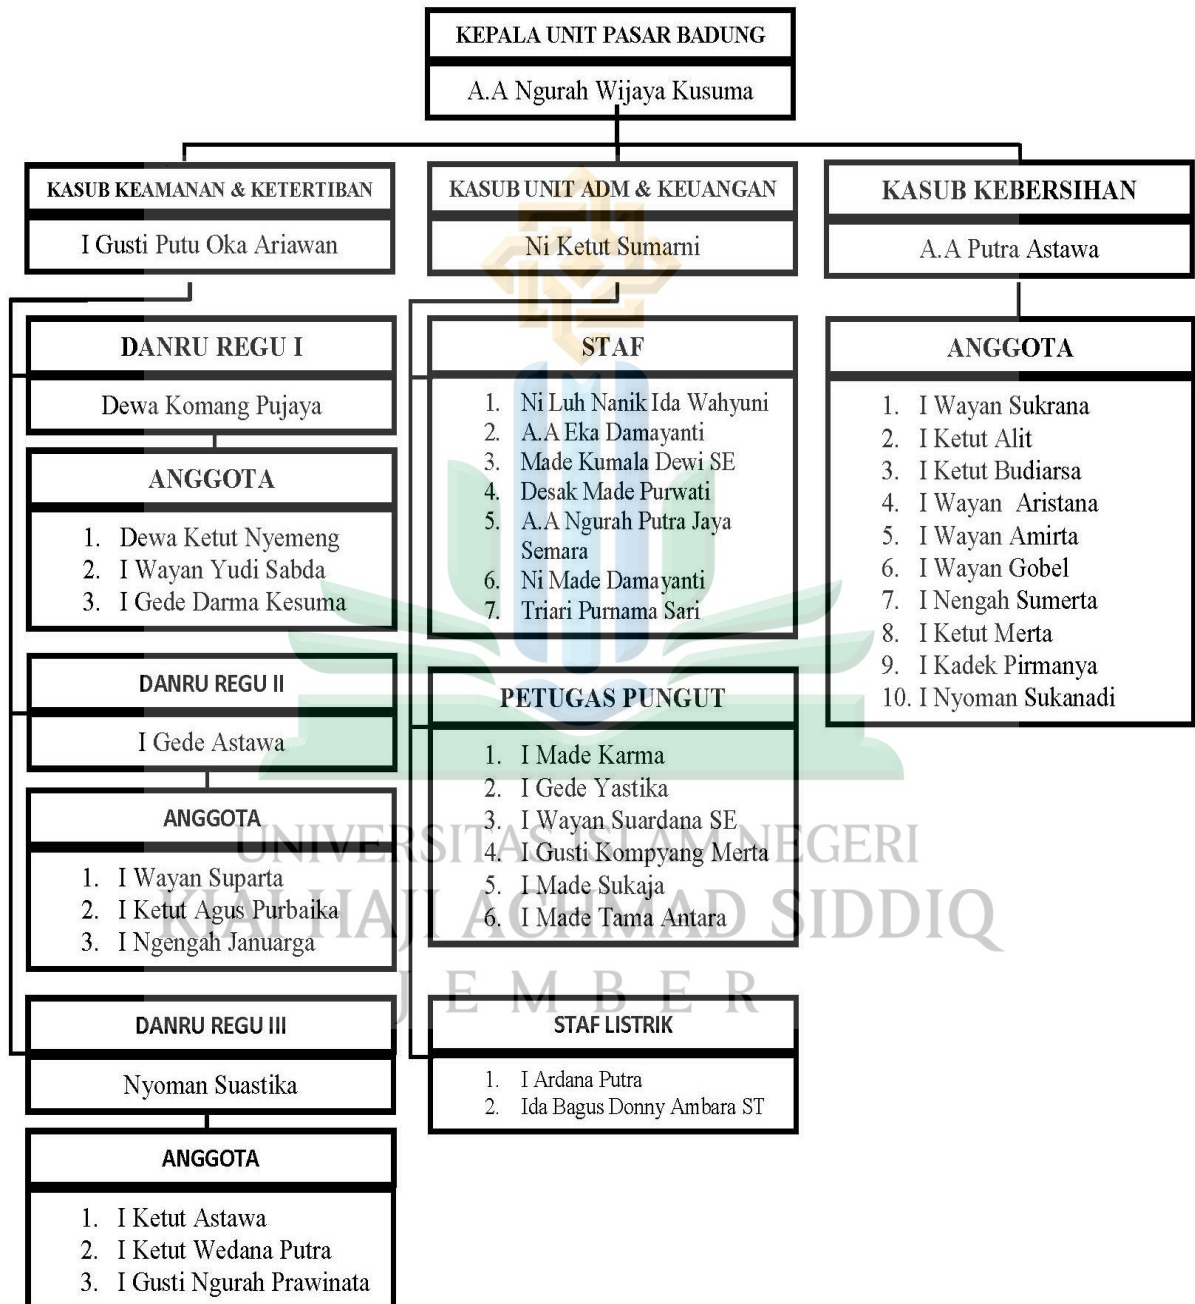 KEPALA UNIT PASAR BADUNG
A.A Ngurah Wijaya Kusuma
KASUB KEAMANAN & KETERTIBAN
I Gusti Putu Oka Ariawan
DANRU REGU I
Dewa Komang Pujaya
ANGGOTA
1. Dewa Ketut Nyemeng
2. I Wayan Yudi Sabda
3. I Gede Darma Kesuma
DANRU REGU II
I Gede Astawa
ANGGOTA
1. I Wayan Suparta
2. I Ketut Agus Purbaika
3. I Ngengah Januarga
DANRU REGU III
Nyoman Suastika
ANGGOTA
1. I Ketut Astawa
2. I Ketut Wedana Putra
3. I Gusti Ngurah Prawinata
KASUB UNIT ADM & KEUANGAN
Ni Ketut Sumarni
STAF
1. Ni Luh Nanik Ida Wahyuni
2. A.A Eka Damayanti
3. Made Kumala Dewi SE
4. Desak Made Purwati
5. A.A Ngurah Putra Jaya
Semara
6. Ni Made Damayanti
7. Triari Purnama Sari
PETUGAS PUNGUT
1. I Made Karma
2. I Gede Yastika
3. I Wayan Suardana SE
4. I Gusti Kompyang Merta
5. I Made Sukaja
6. I Made Tama Antara
STAF LISTRIK
1. I Ardana Putra
2. Ida Bagus Donny Ambara ST
KASUB KEBERSIHAN
A.A Putra Astawa
ANGGOTA
1. I Wayan Sukrana
2. I Ketut Alit
3. I Ketut Budiarsa
4. I Wayan Aristana
5. I Wayan Amirta
6. I Wayan Gobel
7. I Nengah Sumerta
8. I Ketut Merta
9. I Kadek Pirmanya
10. I Nyoman Sukanadi
UNIVERSITAS ISLAM NEGERI
KIAI HAJI ACHMAD SIDDIQ
JEMBER